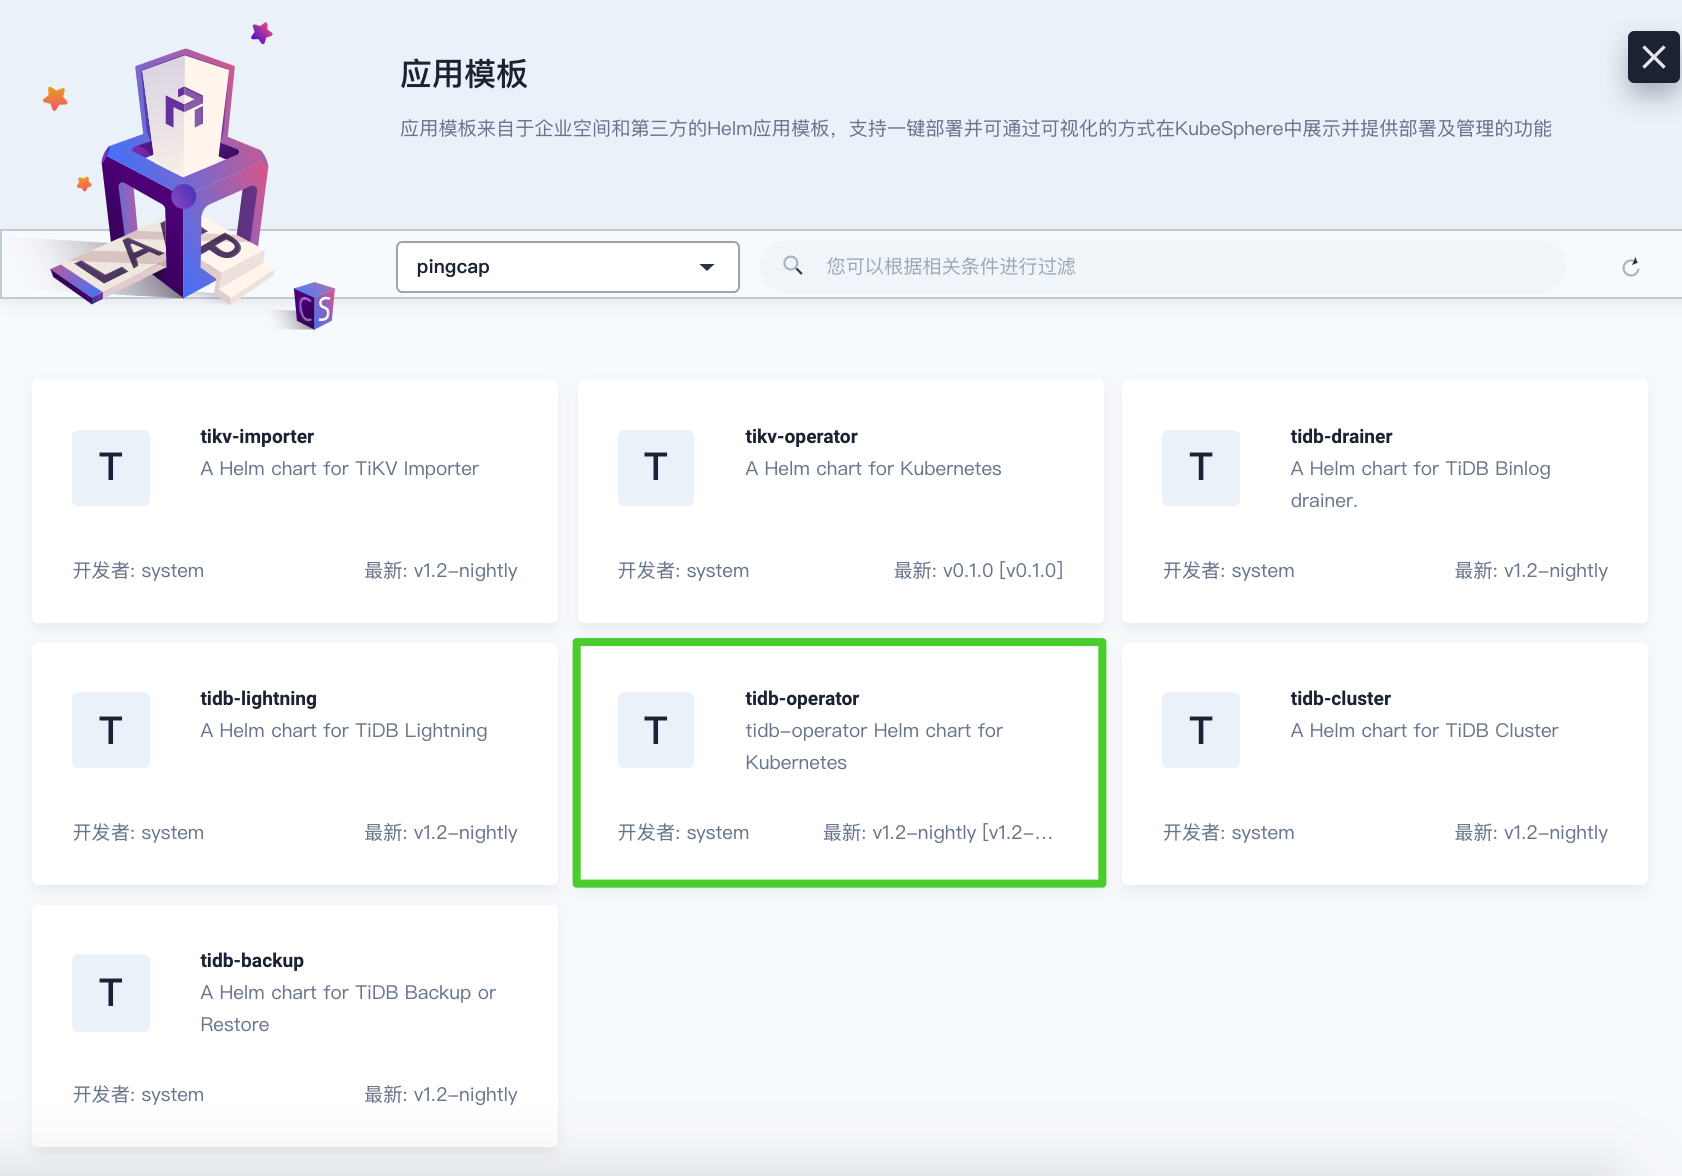 应用模板
应用模板来自于企业空间和第三方的Helm应用模板，支持一键部署并可通过可视化的方式在KubeSphere中展示并提供部署及管理的功能
LA P
CS
pingcap
您可以根据相关条件进行过滤
T
tikv-importer
A Helm chart for TiKV Importer
开发者: system
最新: v1.2-nightly
T
tikv-operator
A Helm chart for Kubernetes
开发者: system
最新: v0.1.0 [v0.1.0]
T
tidb-drainer
A Helm chart for TiDB Binlog
drainer.
开发者: system
最新: v1.2-nightly
T
tidb-lightning
A Helm chart for TiDB Lightning
开发者: system
最新: v1.2-nightly
T
tidb-operator
tidb-operator Helm chart for
Kubernetes
开发者: system
最新: v1.2-nightly [v1.2-...
T
tidb-cluster
A Helm chart for TiDB Cluster
开发者: system
最新: v1.2-nightly
T
tidb-backup
A Helm chart for TiDB Backup or
Restore
开发者: system
最新: v1.2-nightly